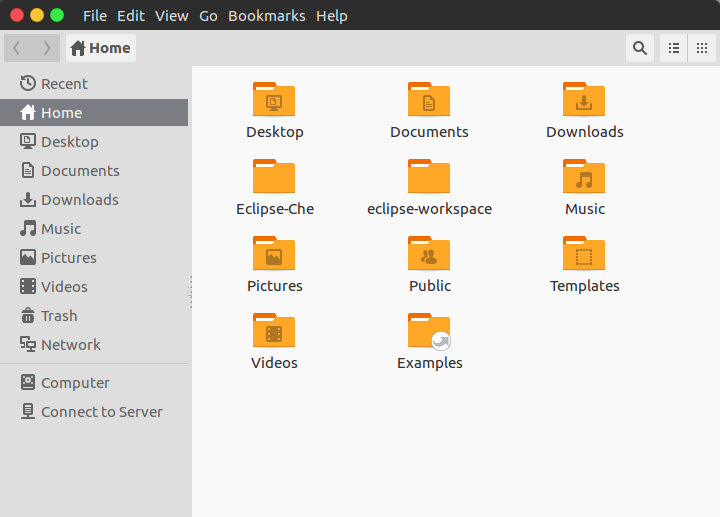 File Edit View Go Bookmarks Help
Home
Recent
Home
Desktop
Documents
Downloads
Music
Pictures
Videos
Trash
Network
Computer
Connect to Server
Desktop Documents Downloads
Eclipse-Che eclipse-workspace Music
Pictures Public Templates
Videos Examples